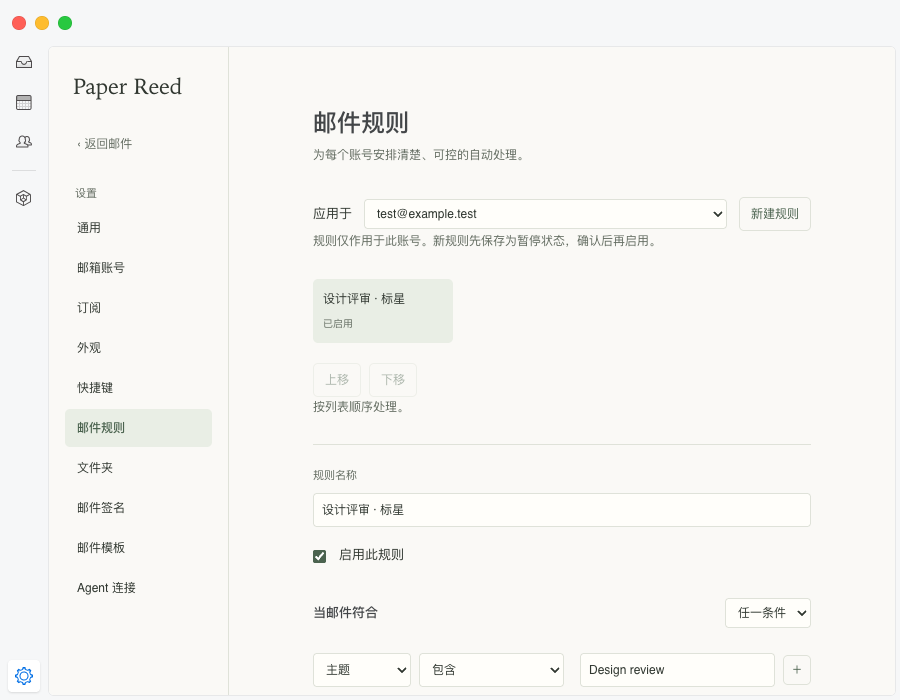 Paper Reed
‹ 返回邮件
设置
通用
邮箱账号
订阅
外观
快捷键
邮件规则
文件夹
邮件签名
邮件模板
Agent 连接
邮件规则
为每个账号安排清楚、可控的自动处理。
应用于 test@example.test 新建规则
规则仅作用于此账号。新规则先保存为暂停状态，确认后再启用。
设计评审 · 标星
已启用
上移 下移
按列表顺序处理。
规则名称
设计评审 · 标星
启用此规则
当邮件符合 任一条件
主题 包含 Design review +